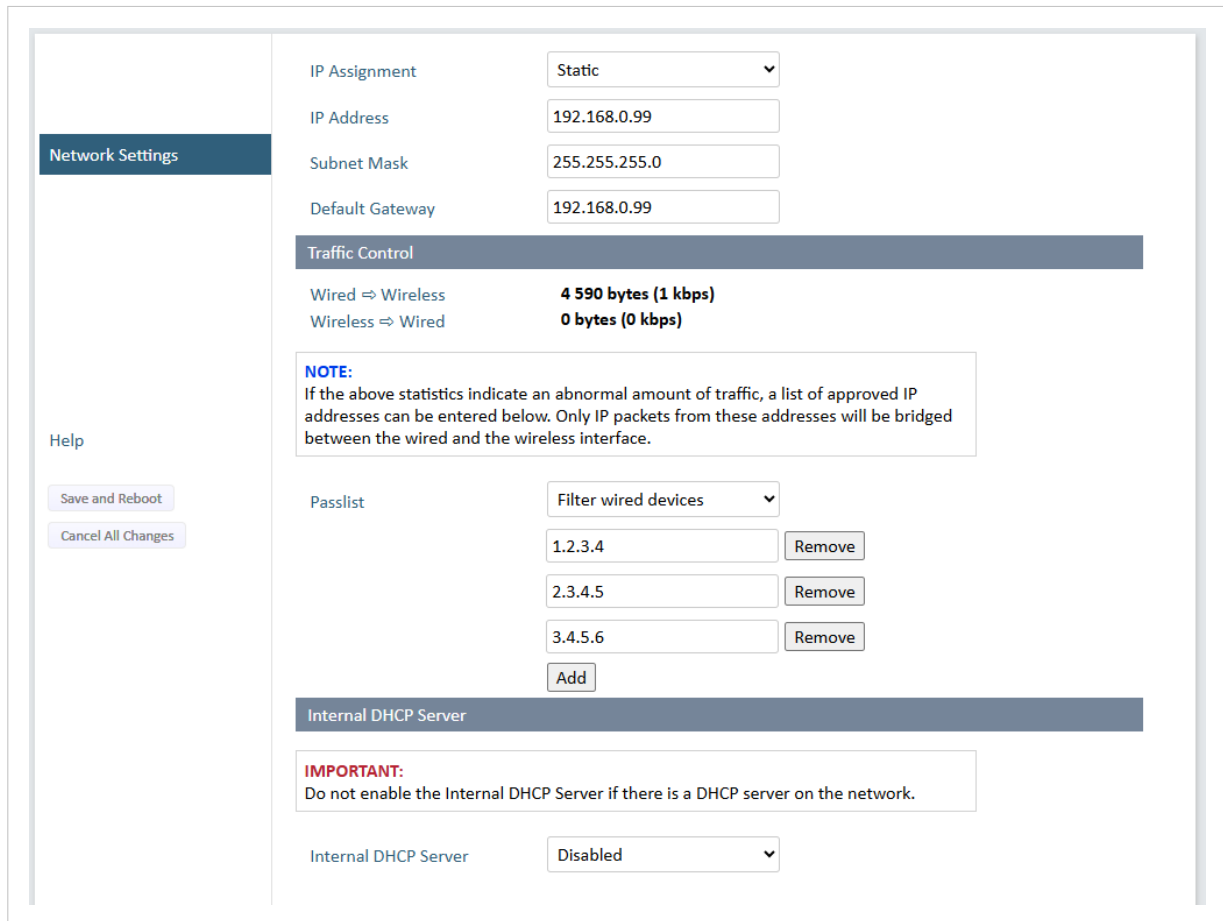 IP Assignment Static
IP Address 192.168.0.99
Network Settings
Subnet Mask 255.255.255.0
Default Gateway 192.168.0.99
Traffic Control
Wired ⇨ Wireless 4 590 bytes (1 kbps)
Wireless ⇨ Wired 0 bytes (0 kbps)
NOTE:
If the above statistics indicate an abnormal amount of traffic, a list of approved IP
addresses can be entered below. Only IP packets from these addresses will be bridged
between the wired and the wireless interface.
Help
Save and Reboot
Cancel All Changes
Passlist Filter wired devices
1.2.3.4 Remove
2.3.4.5 Remove
3.4.5.6 Remove
Add
Internal DHCP Server
IMPORTANT:
Do not enable the Internal DHCP Server if there is a DHCP server on the network.
Internal DHCP Server Disabled